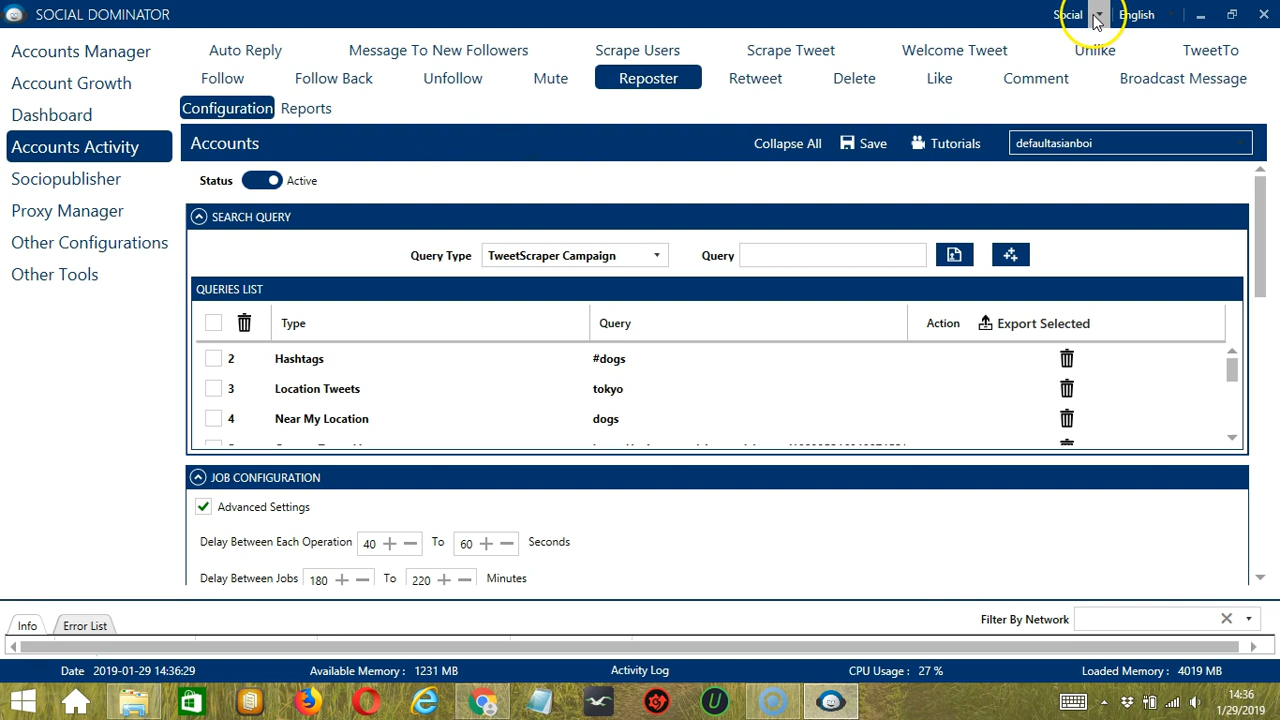 SOCIAL DOMINATOR
Social
English
Accounts Manager
Account Growth
Dashboard
Accounts Activity
Sociopublisher
Proxy Manager
Other Configurations
Other Tools
Auto Reply Message To New Followers Scrape Users Scrape Tweet Welcome Tweet Unlike TweetTo
Follow Follow Back Unfollow Mute Reposter Retweet Delete Like Comment Broadcast Message
Configuration Reports
Accounts Collapse All Save Tutorials defaultasianboi
Status Active
SEARCH QUERY
Query Type TweetScraper Campaign Query
QUERIES LIST
Type Query Action Export Selected
2 Hashtags #dogs
3 Location Tweets tokyo
4 Near My Location dogs
JOB CONFIGURATION
Advanced Settings
Delay Between Each Operation 40 To 60 Seconds
Delay Between Jobs 180 To 220 Minutes
Info Error List Filter By Network
Date 2019-01-29 14:36:29 Available Memory : 1231 MB Activity Log CPU Usage : 27 % Loaded Memory : 4019 MB
14:36
1/29/2019